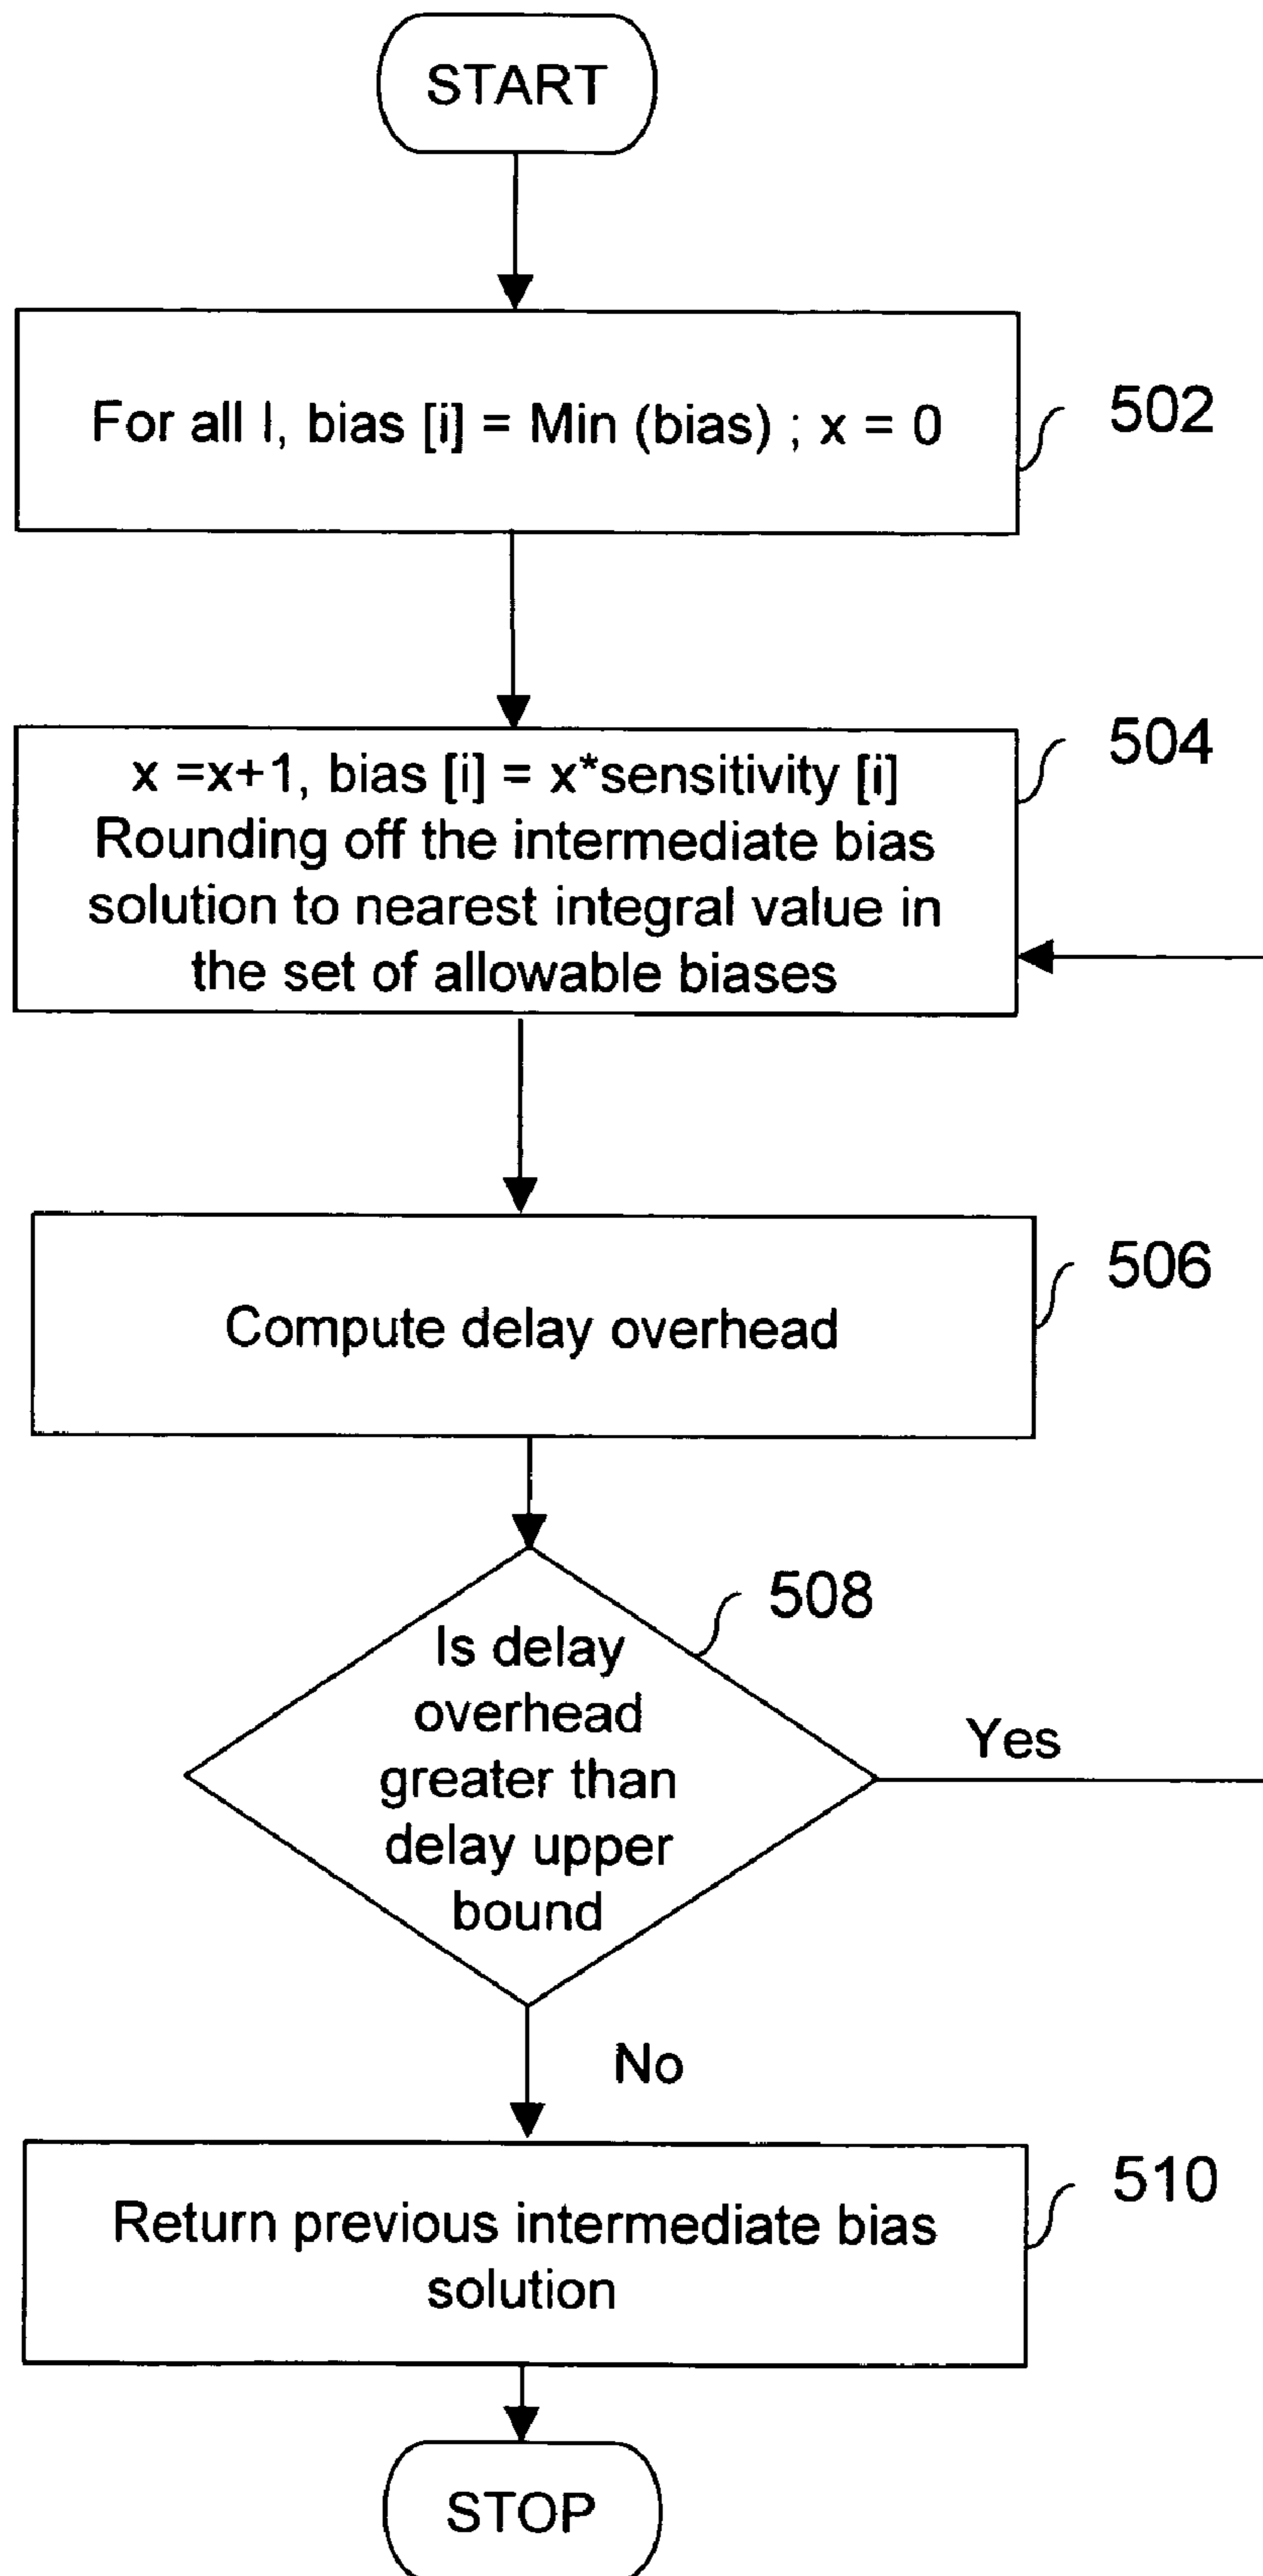 START
For all I, bias [i] = Min (bias) ; x = 0
502
x =x+1, bias [i] = x*sensitivity [i]
Rounding off the intermediate bias
solution to nearest integral value in
the set of allowable biases
504
Compute delay overhead
506
Is delay
overhead
greater than
delay upper
bound
508
Yes
No
Return previous intermediate bias
solution
510
STOP